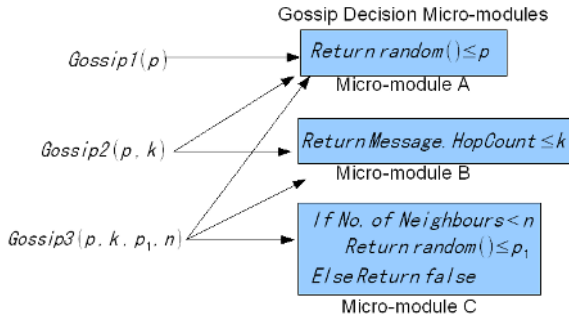 Gossip Decision Micro-modules
Gossip1(p)
Return random()≤p
Micro-module A
Gossip2(p, k)
Return Message. HopCount≤k
Micro-module B
Gossip3(p, k, p₁, n)
If No. of Neighbours<n
Return random()≤p₁
Else Return false
Micro-module C